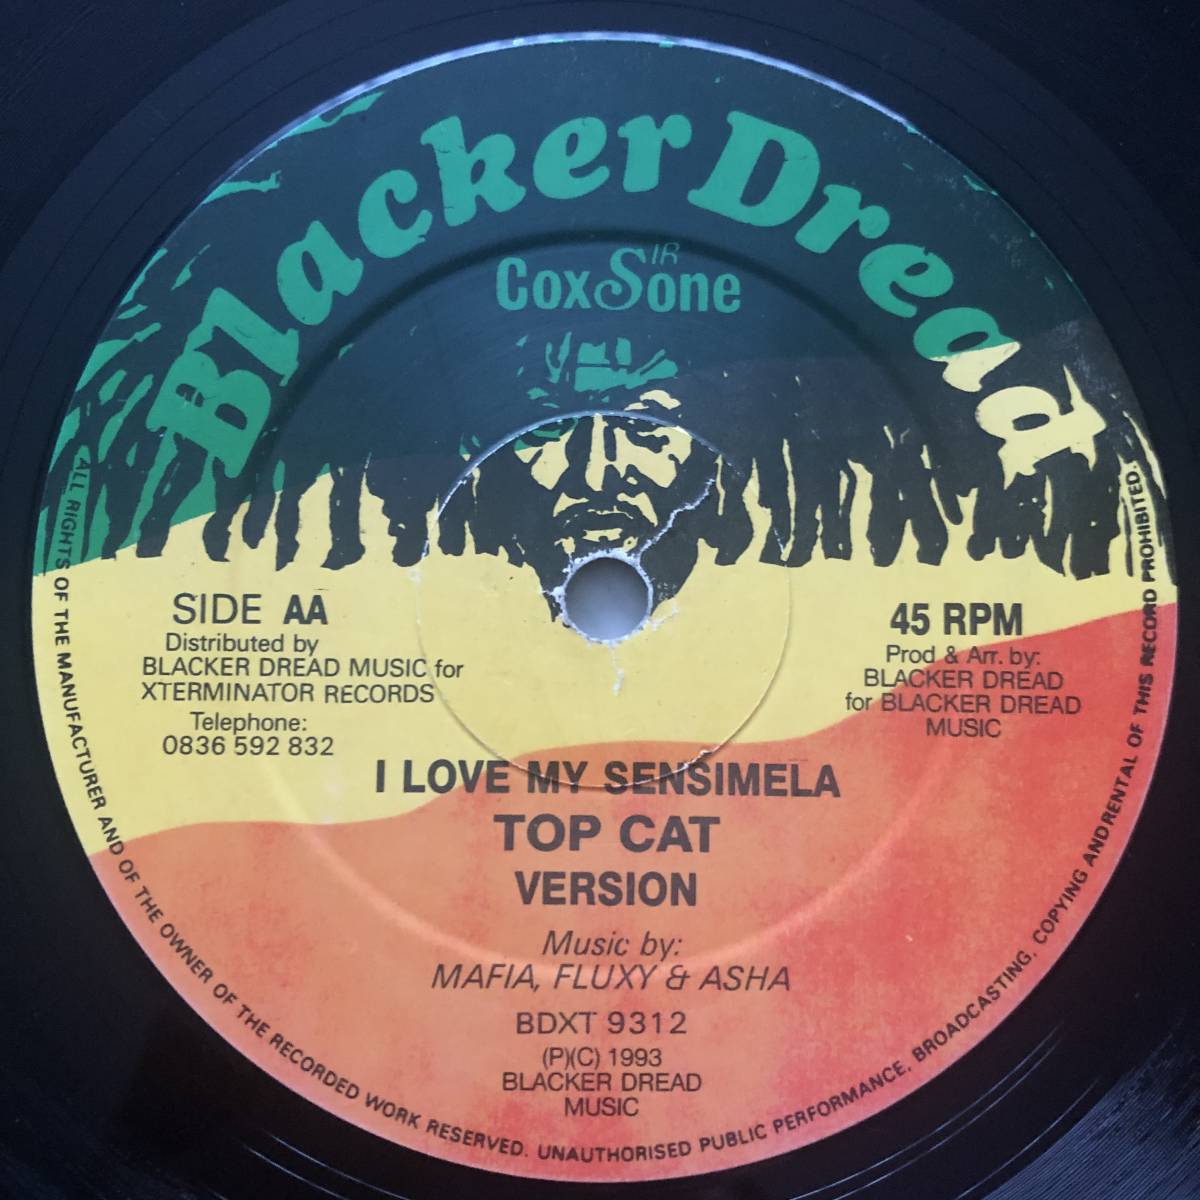 Blacker Dread
SIR
CoxSone
SIDE AA
Distributed by
BLACKER DREAD MUSIC for
XTERMINATOR RECORDS
Telephone:
0836 592 832
45 RPM
Prod & Arr. by:
BLACKER DREAD
for BLACKER DREAD
MUSIC
I LOVE MY SENSIMELA
TOP CAT
VERSION
Music by:
MAFIA, FLUXY & ASHA
BDXT 9312
(P)(C) 1993
BLACKER DREAD
MUSIC
ALL RIGHTS OF THE MANUFACTURER AND OF THE OWNER OF THE RECORDED WORK RESERVED. UNAUTHORISED PUBLIC PERFORMANCE, BROADCASTING, COPYING AND RENTAL OF THIS RECORD PROHIBITED.